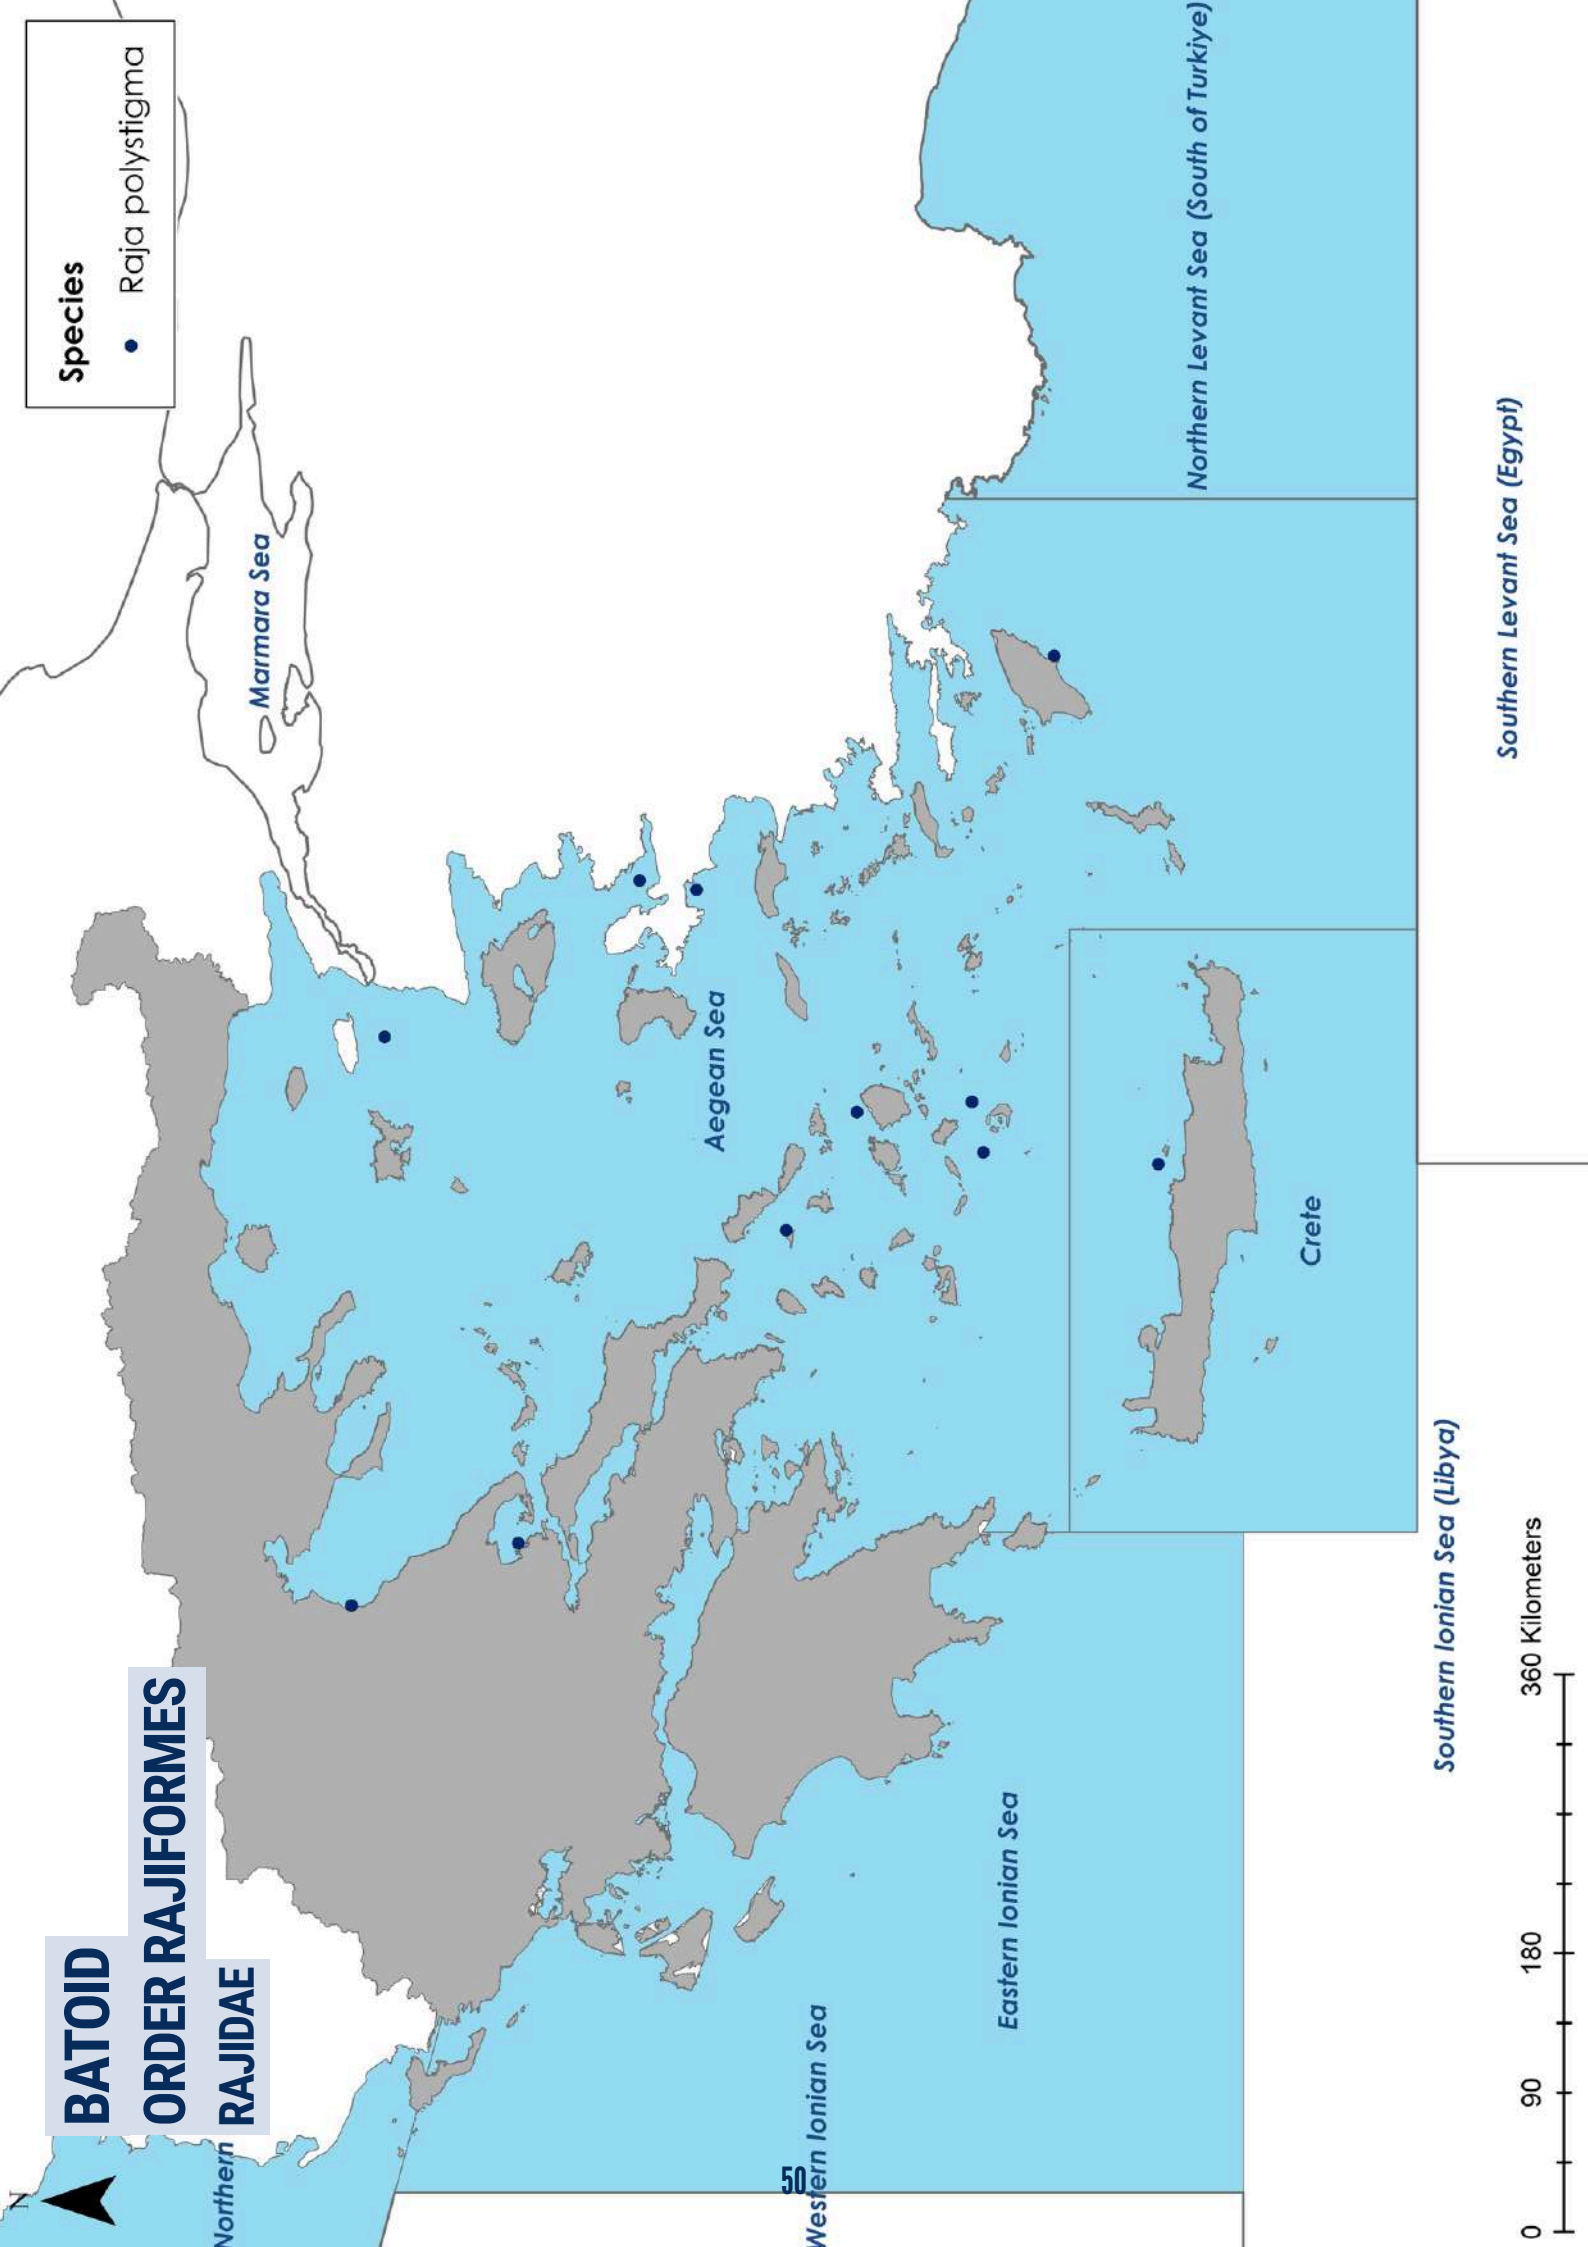 BATOID
ORDER RAJIFORMES
RAJIDAE
N
Species
Raja polystigma
Northern
Marmara Sea
Aegean Sea
Western Ionian Sea
Eastern Ionian Sea
Crete
Northern Levant Sea (South of Turkiye)
Southern Ionian Sea (Libya)
Southern Levant Sea (Egypt)
0 90 180 360 Kilometers
50